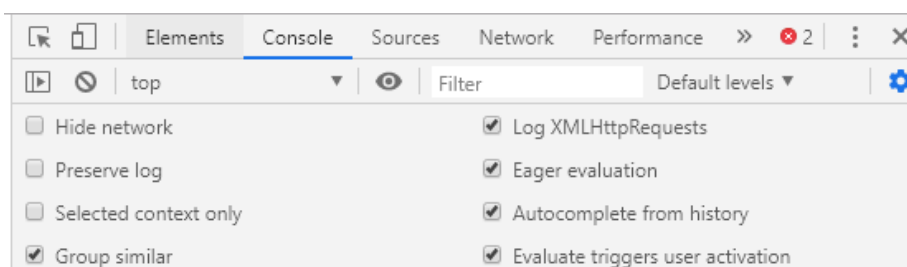 Elements Console Sources Network Performance » 2
top Filter Default levels
Hide network Log XMLHttpRequests
Preserve log Eager evaluation
Selected context only Autocomplete from history
Group similar Evaluate triggers user activation